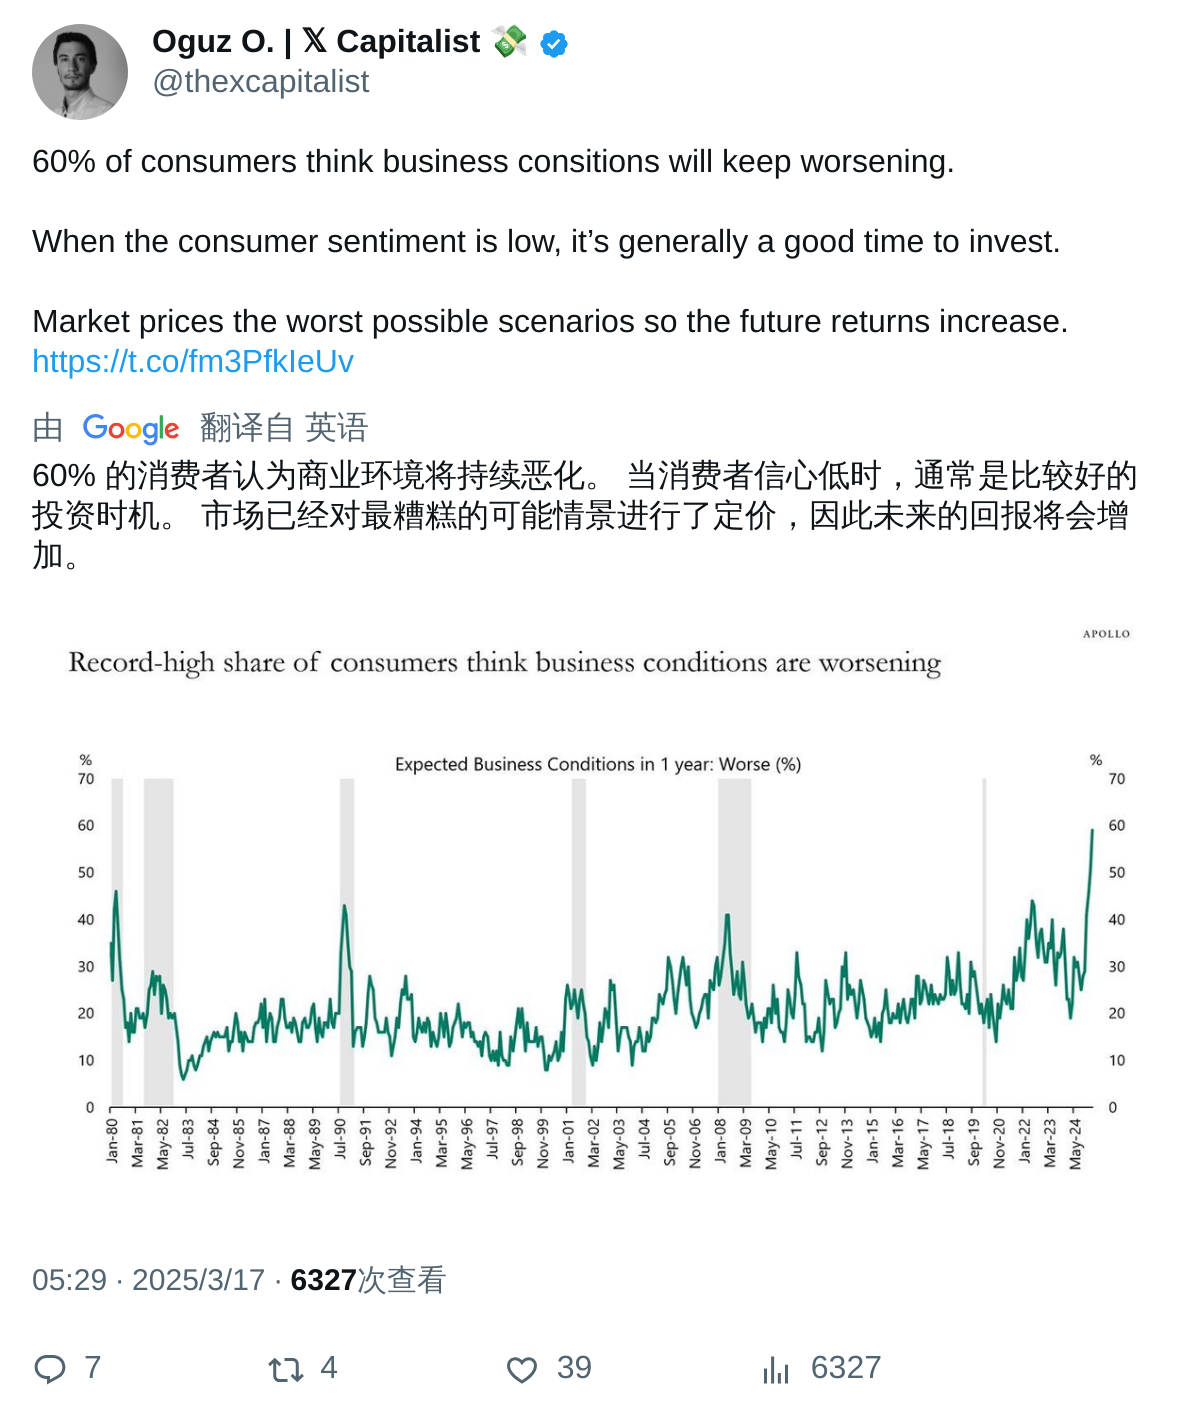 Oguz O. | 𝕏 Capitalist 💸
@thexcapitalist
60% of consumers think business consitions will keep worsening.
When the consumer sentiment is low, it’s generally a good time to invest.
Market prices the worst possible scenarios so the future returns increase.
https://t.co/fm3PfkIeUv
由 Google 翻译自 英语
60% 的消费者认为商业环境将持续恶化。 当消费者信心低时，通常是比较好的
投资时机。 市场已经对最糟糕的可能情景进行了定价，因此未来的回报将会增
加。
APOLLO
Record-high share of consumers think business conditions are worsening
Expected Business Conditions in 1 year: Worse (%)
% %
70 70
60 60
50 50
40 40
30 30
20 20
10 10
0 0
Jan-80 Mar-81 May-82 Jul-83 Sep-84 Nov-85 Jan-87 Mar-88 May-89 Jul-90 Sep-91 Nov-92 Jan-94 Mar-95 May-96 Jul-97 Sep-98 Nov-99 Jan-01 Mar-02 May-03 Jul-04 Sep-05 Nov-06 Jan-08 Mar-09 May-10 Jul-11 Sep-12 Nov-13 Jan-15 Mar-16 May-17 Jul-18 Sep-19 Nov-20 Jan-22 Mar-23 May-24
05:29 · 2025/3/17 · 6327次查看
7 4 39 6327